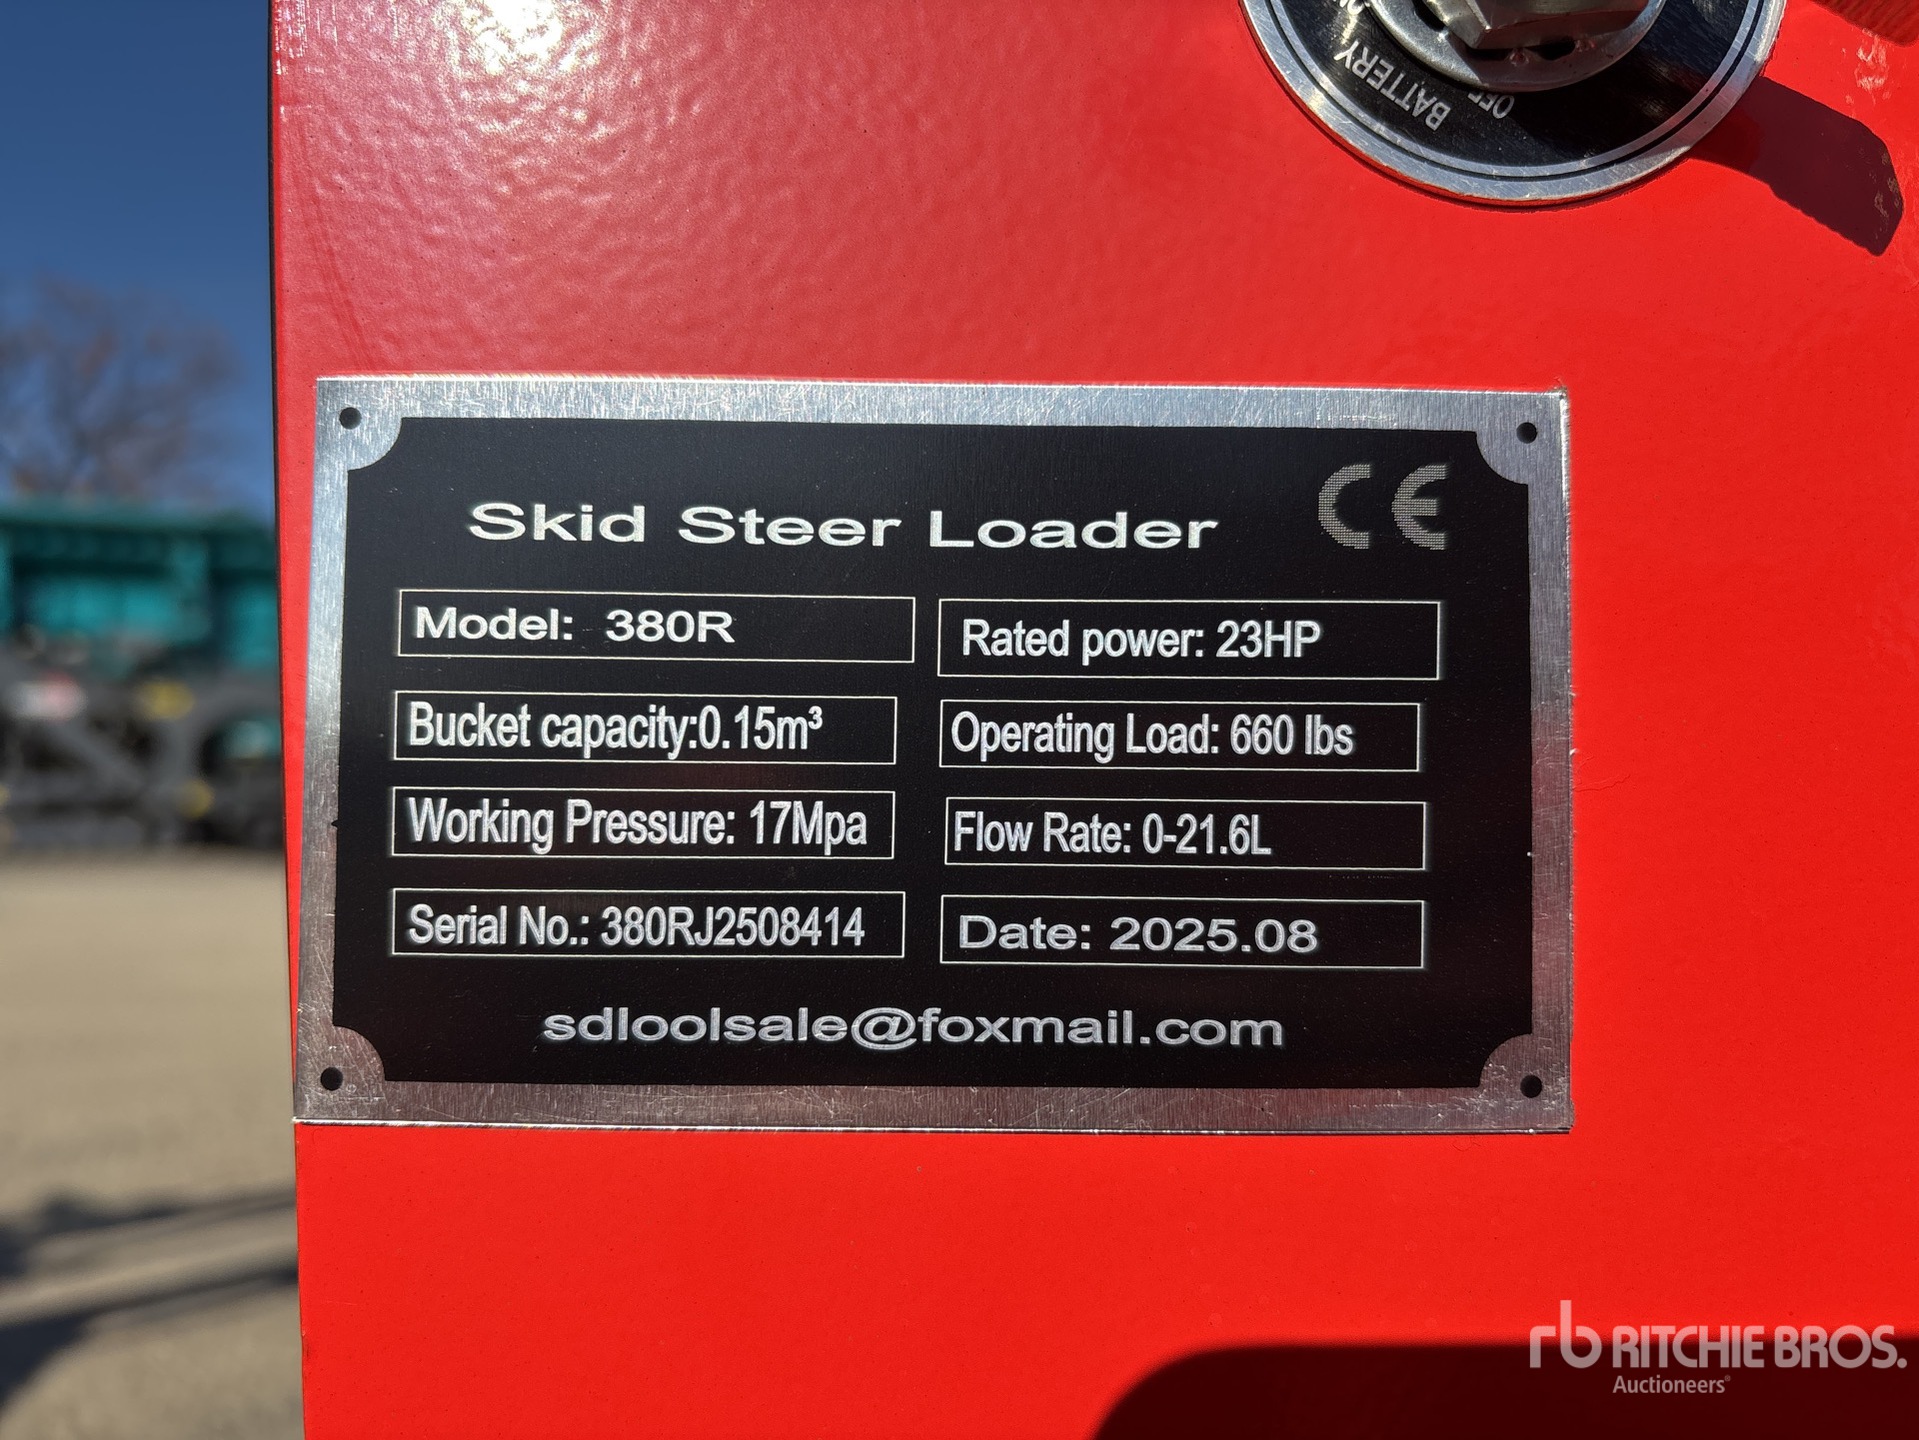 BATTERY
OFF
Skid Steer Loader CE
Model: 380R
Rated power: 23HP
Bucket capacity:0.15m³
Operating Load: 660 lbs
Working Pressure: 17Mpa
Flow Rate: 0-21.6L
Serial No.: 380RJ2508414
Date: 2025.08
sdloolsale@foxmail.com
rb RITCHIE BROS.
Auctioneers®